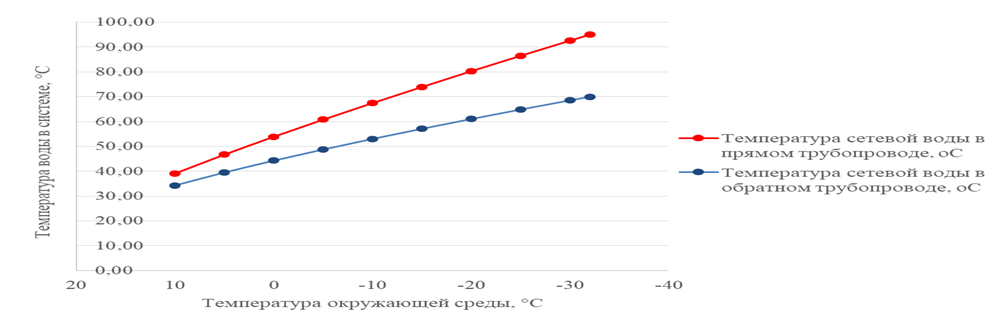 100,00
90,00
80,00
70,00
60,00
50,00
40,00
30,00
20,00
10,00
0,00
Температура воды в системе, °С
20 10 0 -10 -20 -30 -40
Температура окружающей среды, °С
Температура сетевой воды в
прямом трубопроводе, оС
Температура сетевой воды в
обратном трубопроводе, оС